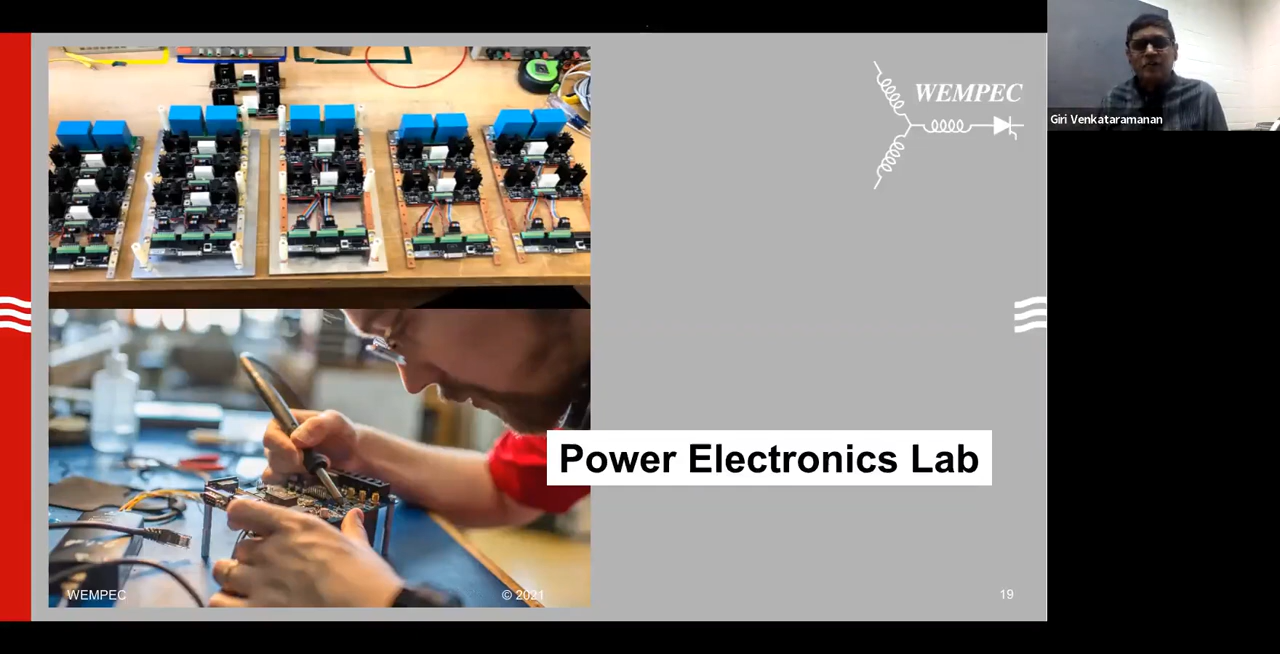 WEMPEC
Giri Venkataramanan
Power Electronics Lab
WEMPEC
© 2021
19